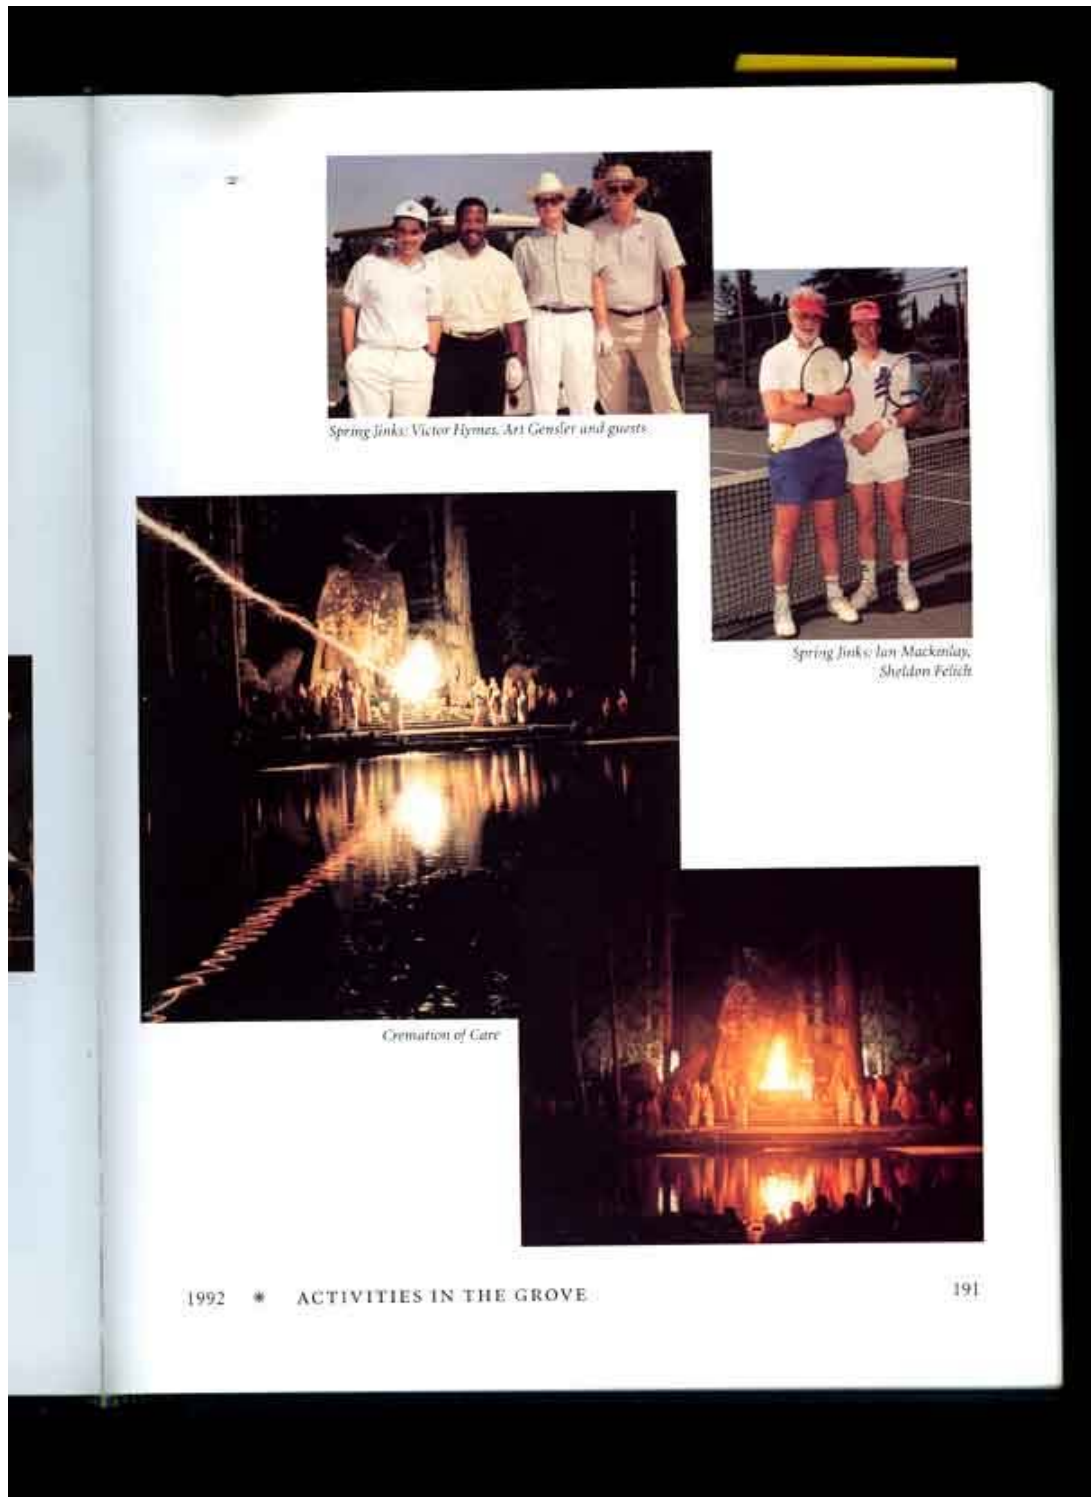 Spring Jinks: Victor Hymes, Art Gensler and guests
Spring Jinks: Ian Mackinlay,
Sheldon Felich
Cremation of Care
1992 * ACTIVITIES IN THE GROVE
191